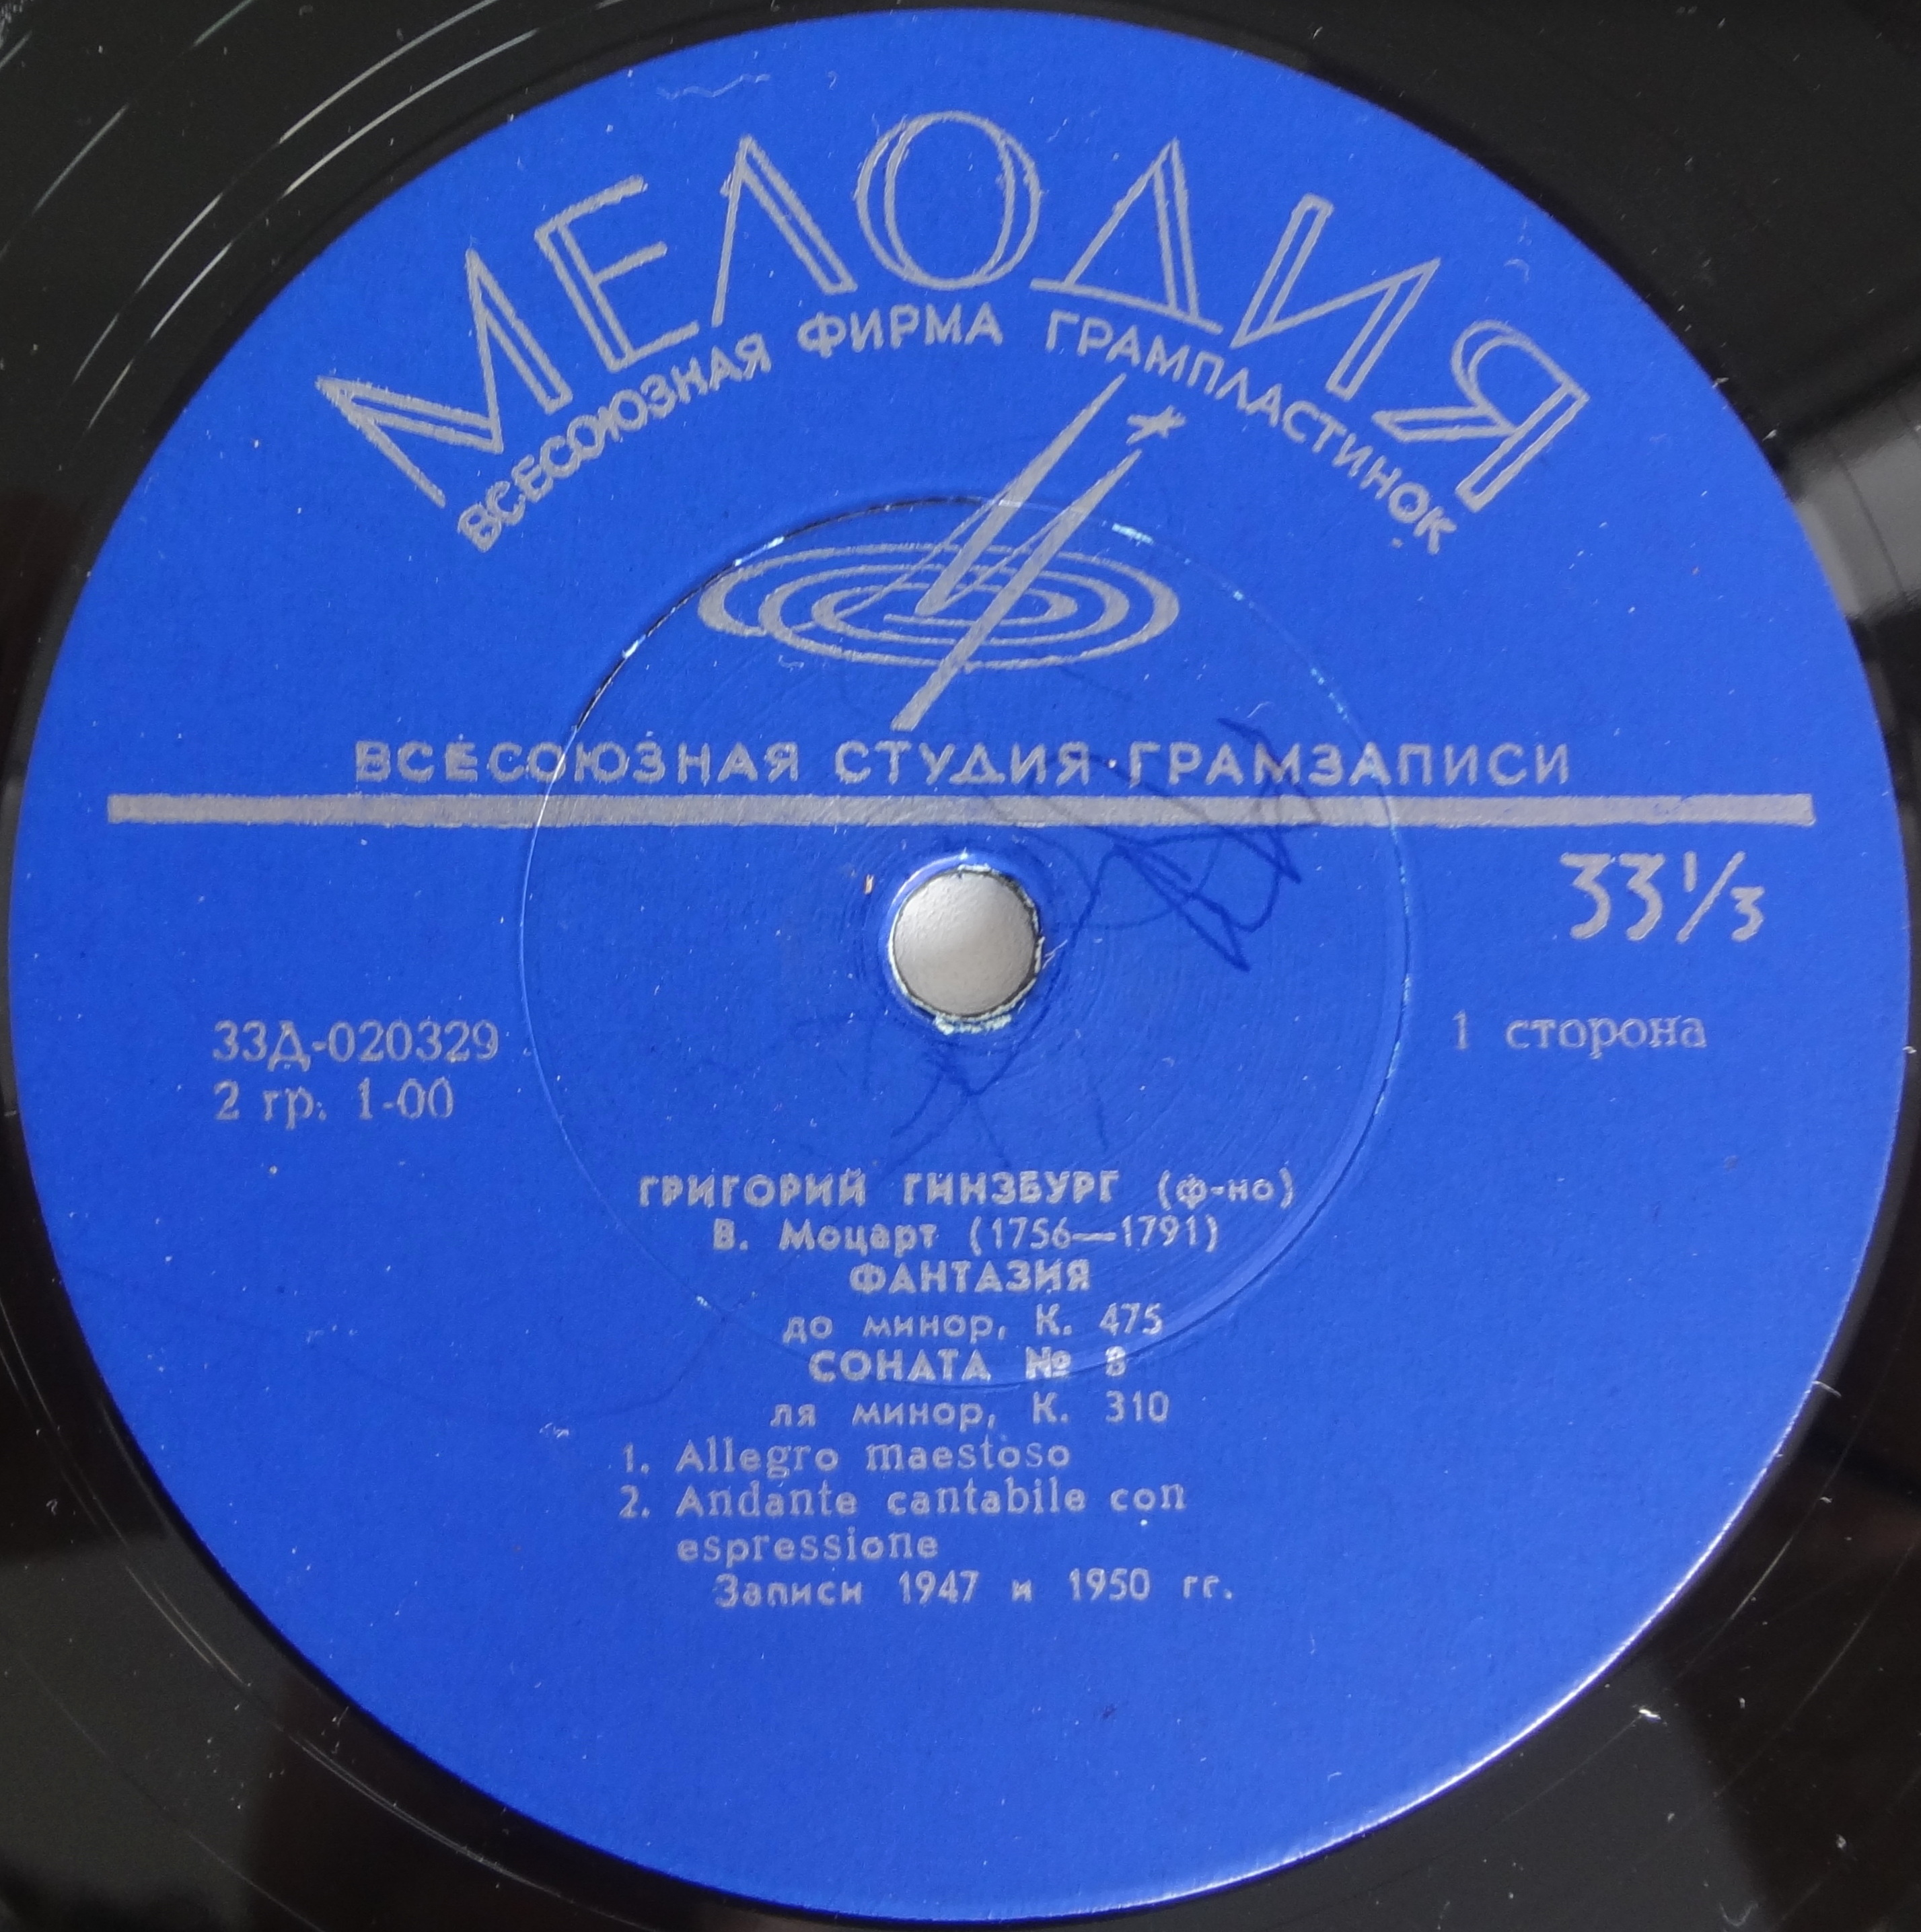 МЕЛОДИЯ
ВСЕСОЮЗНАЯ ФИРМА ГРАМПЛАСТИНОК
ВСЕСОЮЗНАЯ СТУДИЯ ГРАМЗАПИСИ
33⅓
33Д-020329
1 сторона
2 гр. 1-00
ГРИГОРИЙ ГИНЗБУРГ (ф-но)
В. Моцарт (1756—1791)
ФАНТАЗИЯ
до минор, К. 475
СОНАТА № 8
ля минор, К. 310
1. Allegro maestoso
2. Andante cantabile con
espressione
Записи 1947 и 1950 гг.